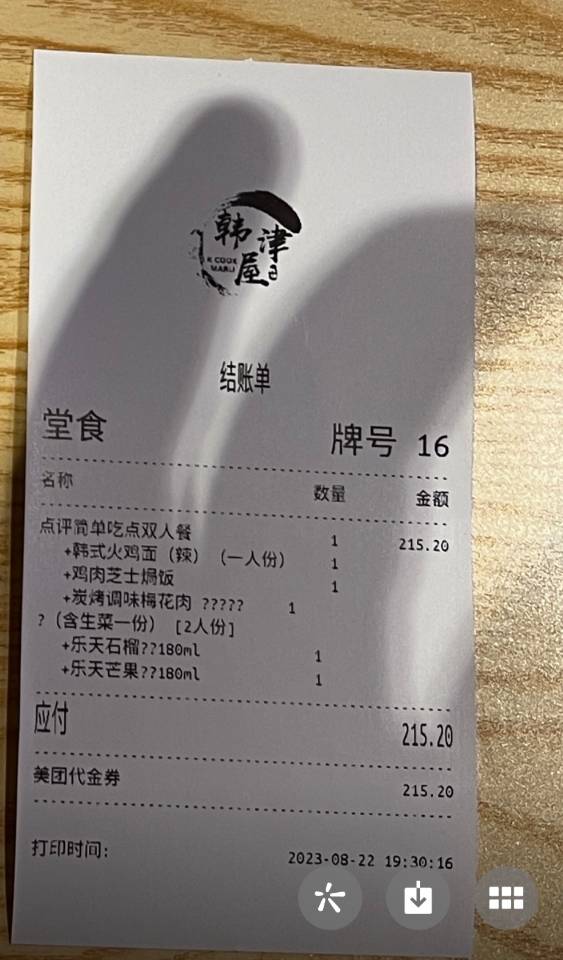 韩津屋
K COOK
MARU
结账单
堂食 牌号 16
名称 数量 金额
点评简单吃点双人餐 1 215.20
+韩式火鸡面（辣）（一人份） 1
+鸡肉芝士焗饭 1
+炭烤调味梅花肉 ????? 1
?（含生菜一份）[2人份]
+乐天石榴??180ml 1
+乐天芒果??180ml 1
应付 215.20
美团代金券 215.20
打印时间: 2023-08-22 19:30:16